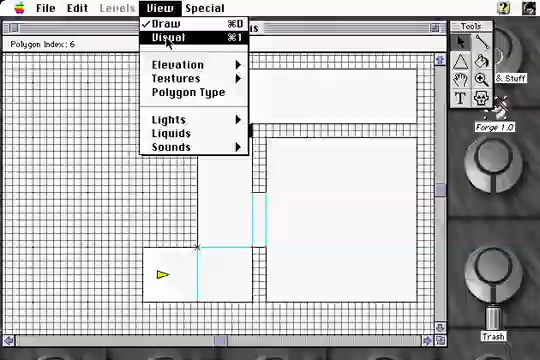 File Edit Levels View Special
✓Draw ⌘D
Visual ⌘1
Elevation
Textures
Polygon Type
Lights
Liquids
Sounds
Polygon Index: 6
Tools
T
& Stuff
Forge 1.0
Trash